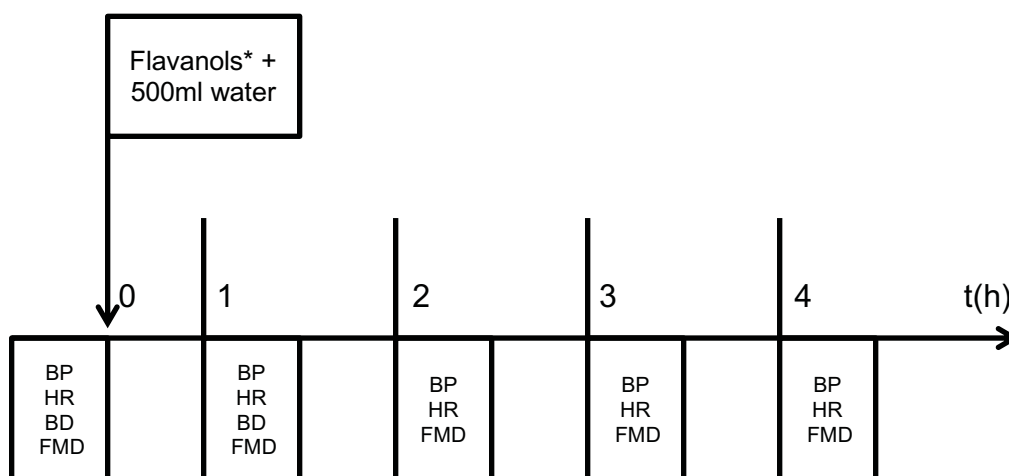 Flavanols* +
500ml water
0
1
2
3
4
t(h)
BP
HR
BD
FMD
BP
HR
BD
FMD
BP
HR
FMD
BP
HR
FMD
BP
HR
FMD